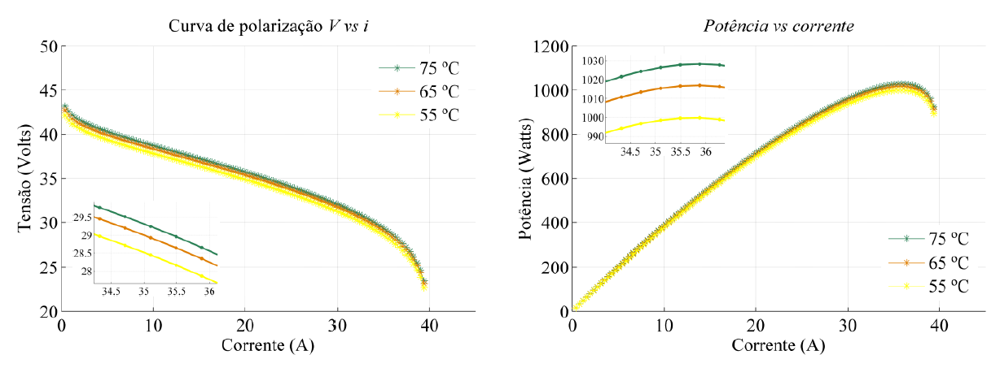 Curva de polarização V vs i
50
45
40
35
30
25
20
Tensão (Volts)
75 ºC
65 ºC
55 ºC
29.5
29
28.5
28
34.5 35 35.5 36
0 10 20 30 40
Corrente (A)
Potência vs corrente
1200
1000
800
600
400
200
0
Potência (Watts)
1030
1020
1010
1000
990
34.5 35 35.5 36
75 ºC
65 ºC
55 ºC
0 10 20 30 40
Corrente (A)